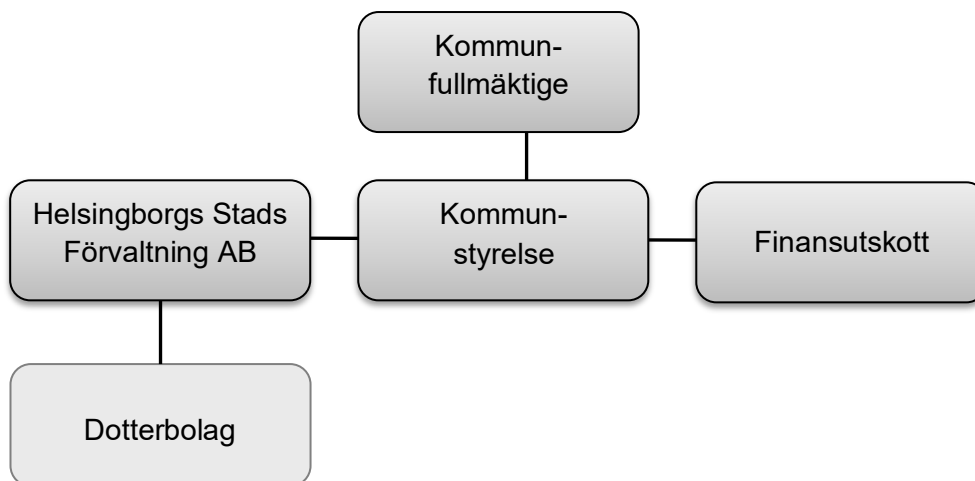 Kommun-
fullmäktige
Helsingborgs Stads
Förvaltning AB
Kommun-
styrelse
Finansutskott
Dotterbolag